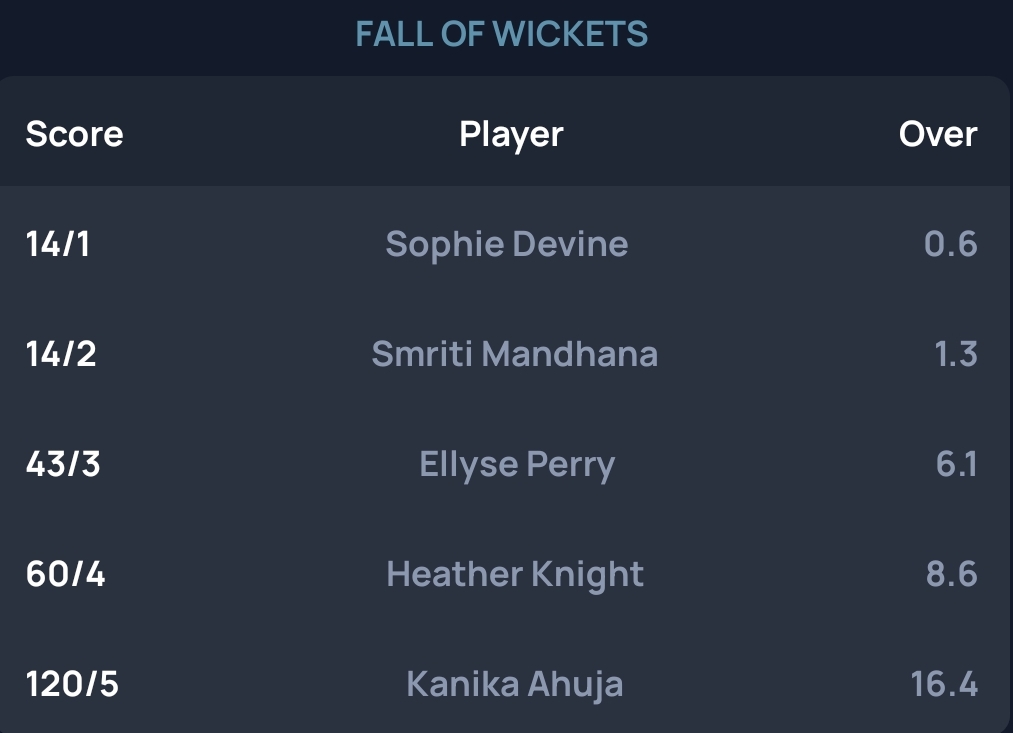 FALL OF WICKETS
Score Player Over
14/1 Sophie Devine 0.6
14/2 Smriti Mandhana 1.3
43/3 Ellyse Perry 6.1
60/4 Heather Knight 8.6
120/5 Kanika Ahuja 16.4